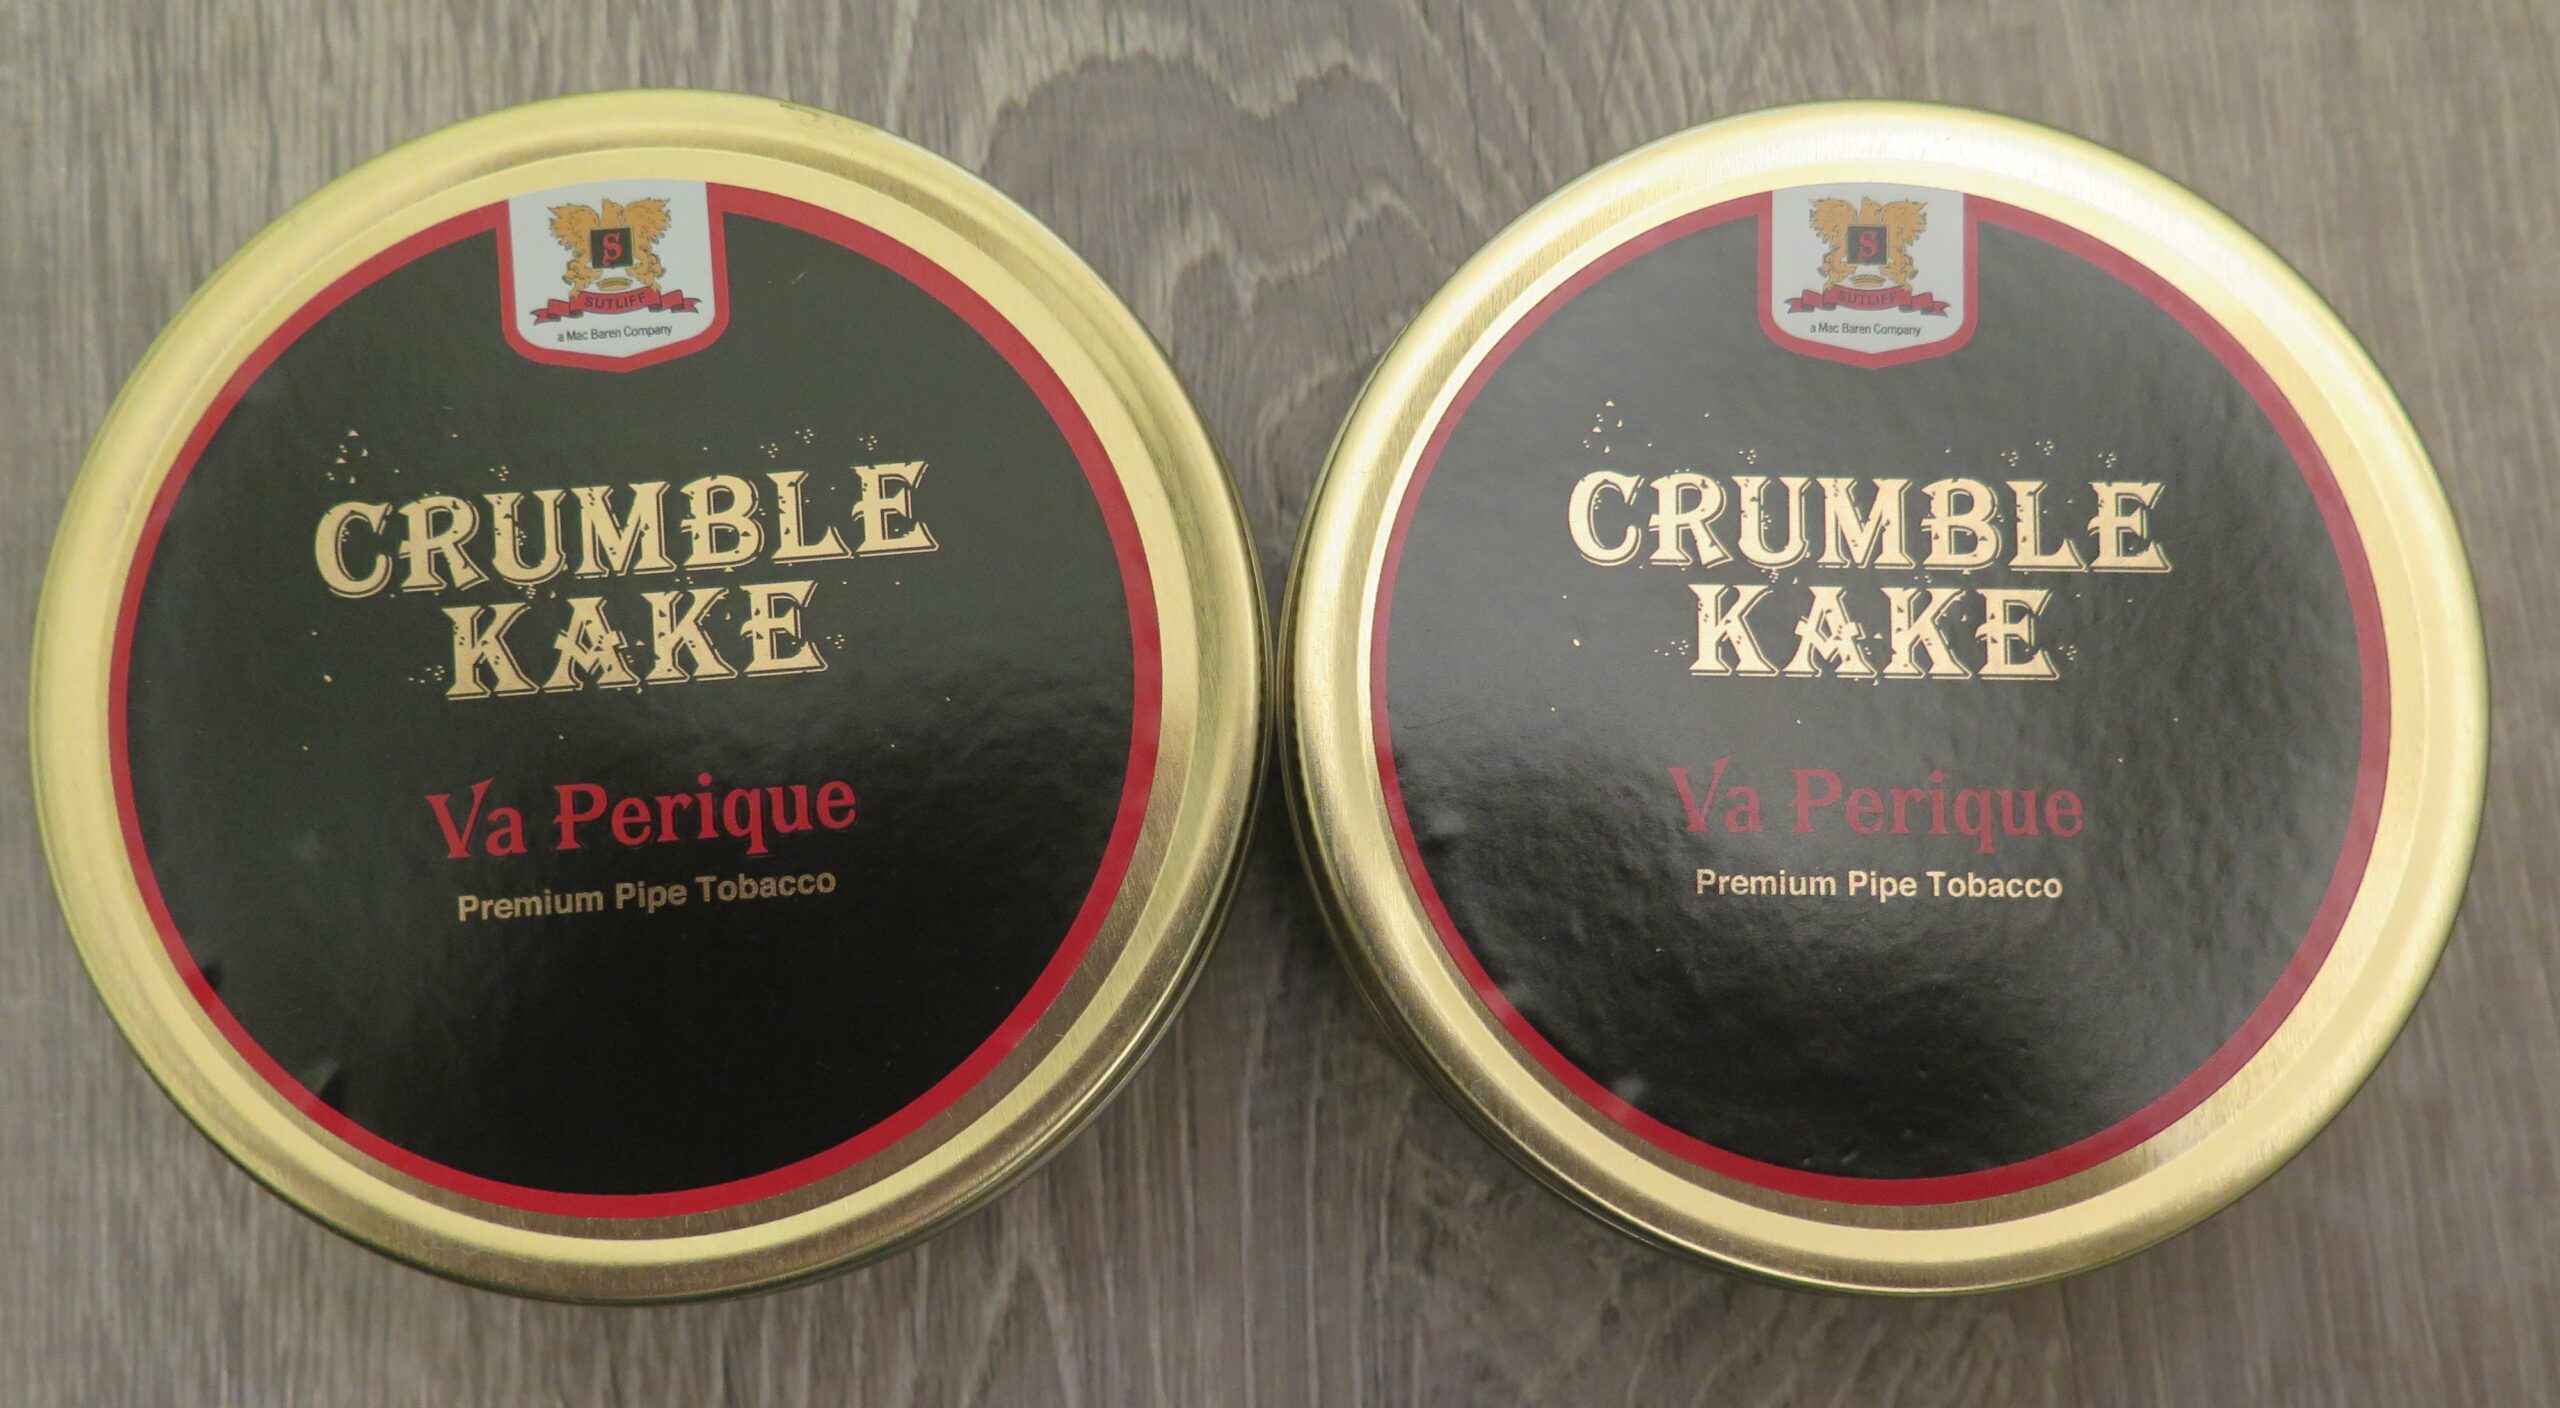 S
SUTLIFF
a Mac Baren Company
CRUMBLE
KAKE
Va Perique
Premium Pipe Tobacco
S
SUTLIFF
a Mac Baren Company
CRUMBLE
KAKE
Va Perique
Premium Pipe Tobacco